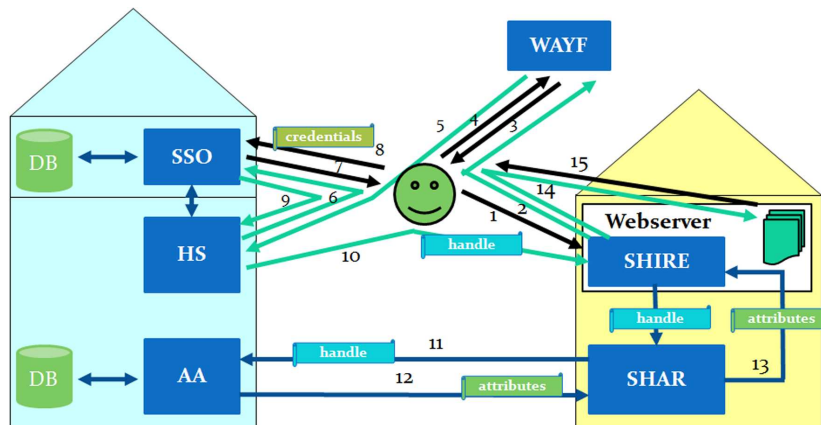 WAYF
5
4
3
credentials
8
15
DB
SSO
7
9
6
14
1
2
Webserver
HS
10
handle
SHIRE
handle
attributes
11
handle
DB
AA
12
attributes
SHAR
13